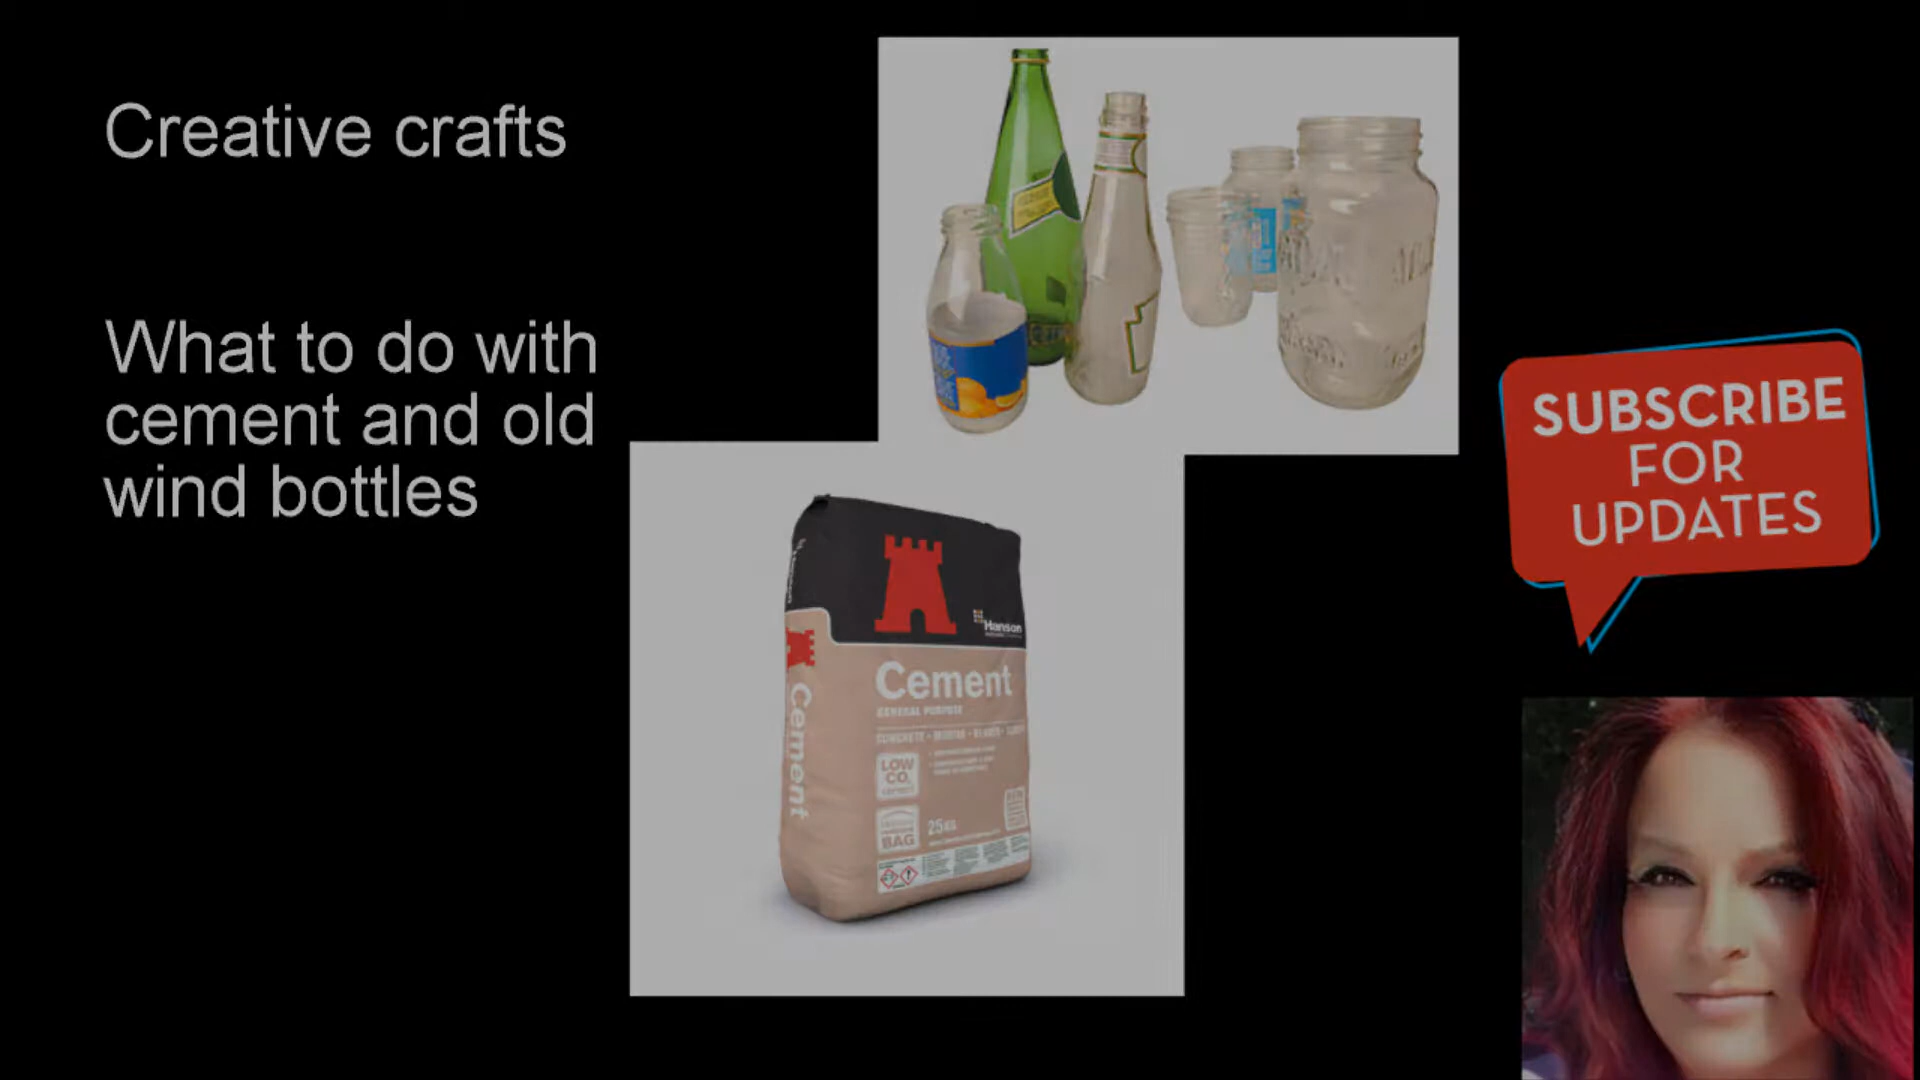 Creative crafts
What to do with
cement and old
wind bottles
SUBSCRIBE
FOR
UPDATES
Hanson
Cement
GENERAL PURPOSE
Cement
LOW
CO
BAG
25KG